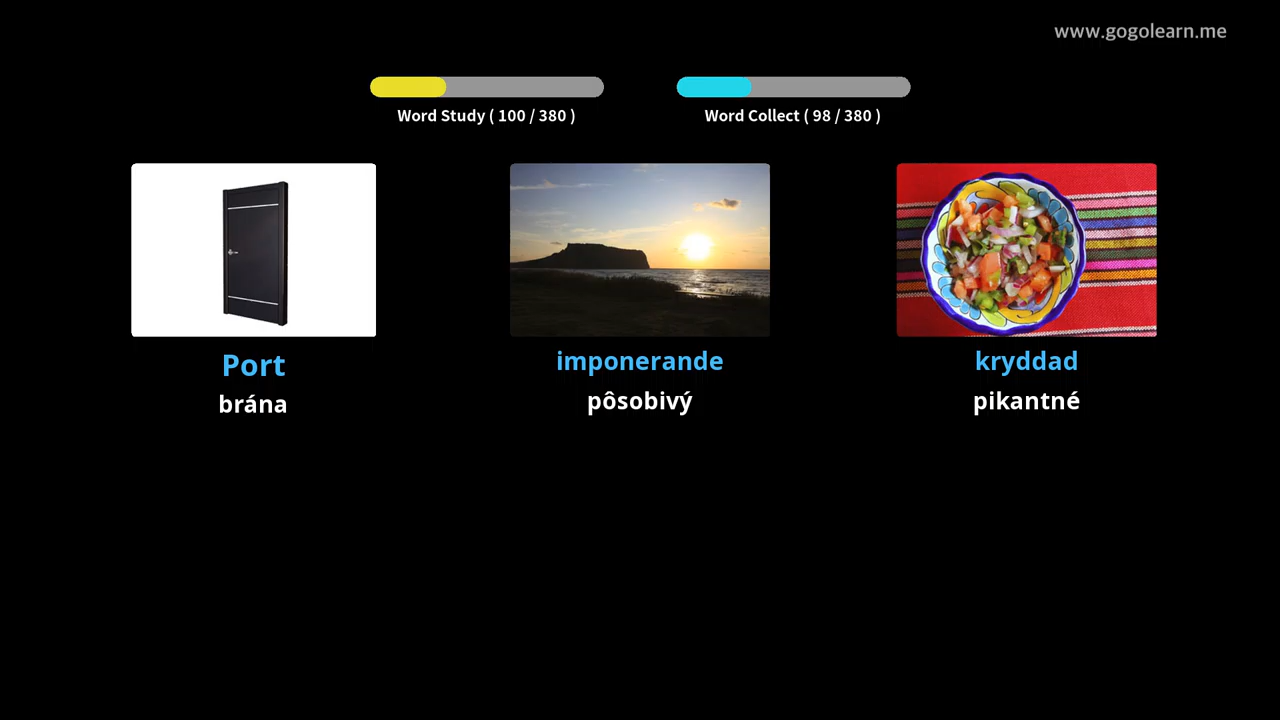 www.gogolearn.me
Word Study ( 100 / 380 )
Word Collect ( 98 / 380 )
Port
imponerande
kryddad
brána
pôsobivý
pikantné